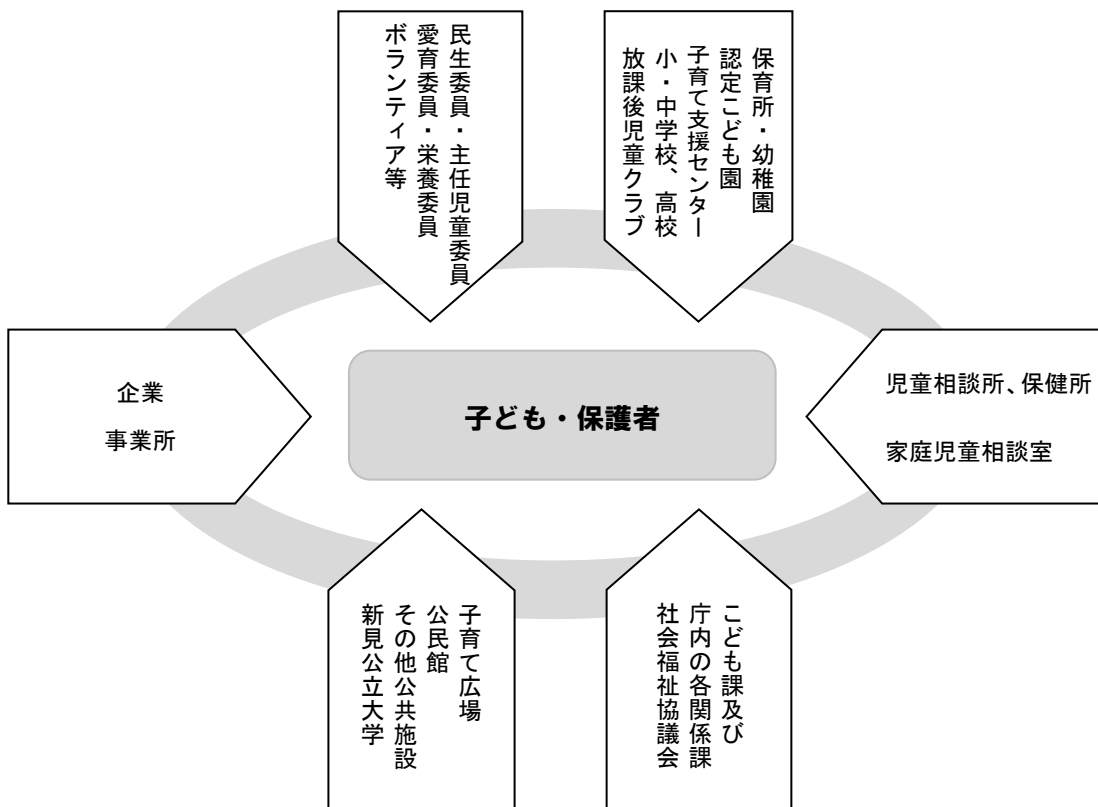 民生委員・主任児童委員
愛育委員・栄養委員
ボランティア等
保育所・幼稚園
認定こども園
子育て支援センター
小・中学校、高校
放課後児童クラブ
企業
事業所
子ども・保護者
児童相談所、保健所
家庭児童相談室
子育て広場
公民館
その他公共施設
新見公立大学
こども課及び
庁内の各関係課
社会福祉協議会